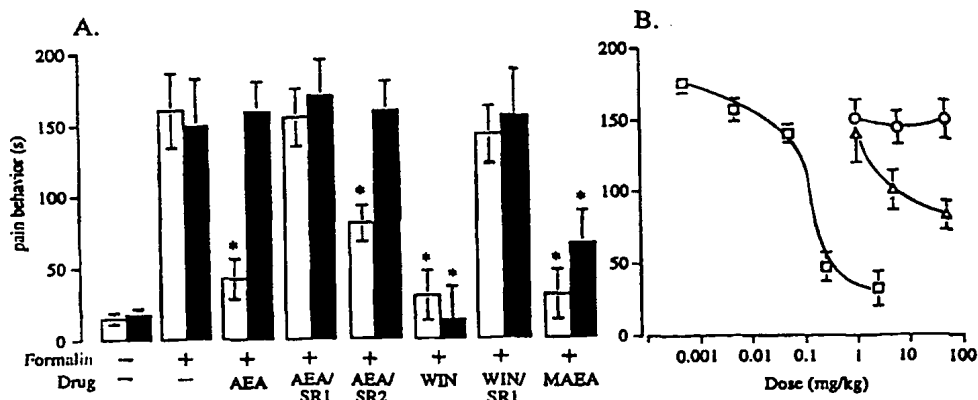 A.
B.
200
150
100
50
0
pain behavior (s)
* * * * * *
Formalin − + + + + + + +
Drug − − AEA AEA/ SR1 AEA/ SR2 WIN WIN/ SR1 MAEA
200
150
100
50
0
0.001 0.01 0.1 1 10 100
Dose (mg/kg)